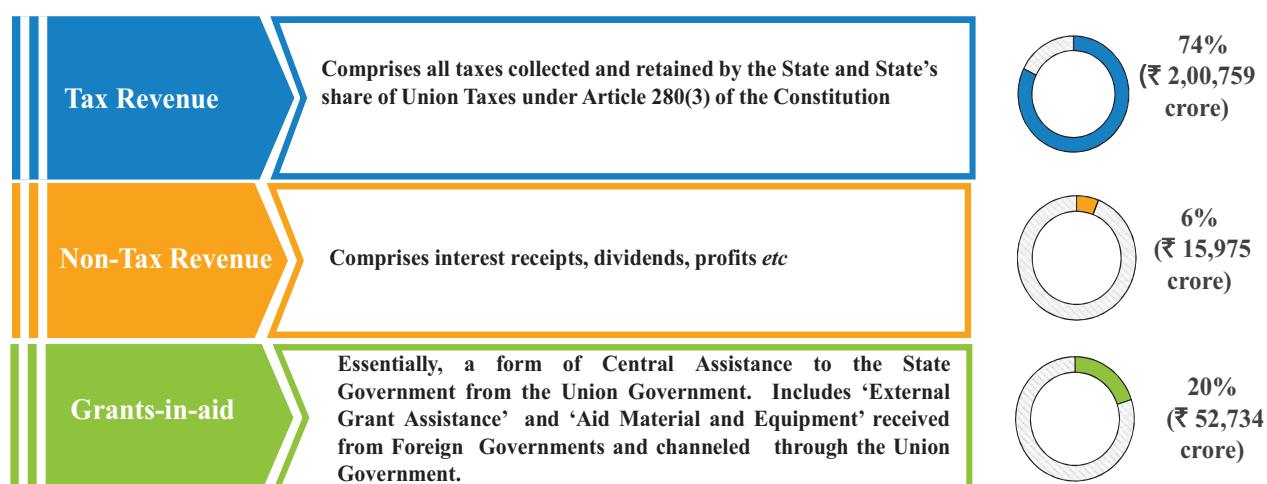 Tax Revenue
Comprises all taxes collected and retained by the State and State’s
share of Union Taxes under Article 280(3) of the Constitution
74%
(₹ 2,00,759
crore)
Non-Tax Revenue
Comprises interest receipts, dividends, profits etc
6%
(₹ 15,975
crore)
Grants-in-aid
Essentially, a form of Central Assistance to the State
Government from the Union Government. Includes ‘External
Grant Assistance’ and ‘Aid Material and Equipment’ received
from Foreign Governments and channeled through the Union
Government.
20%
(₹ 52,734
crore)